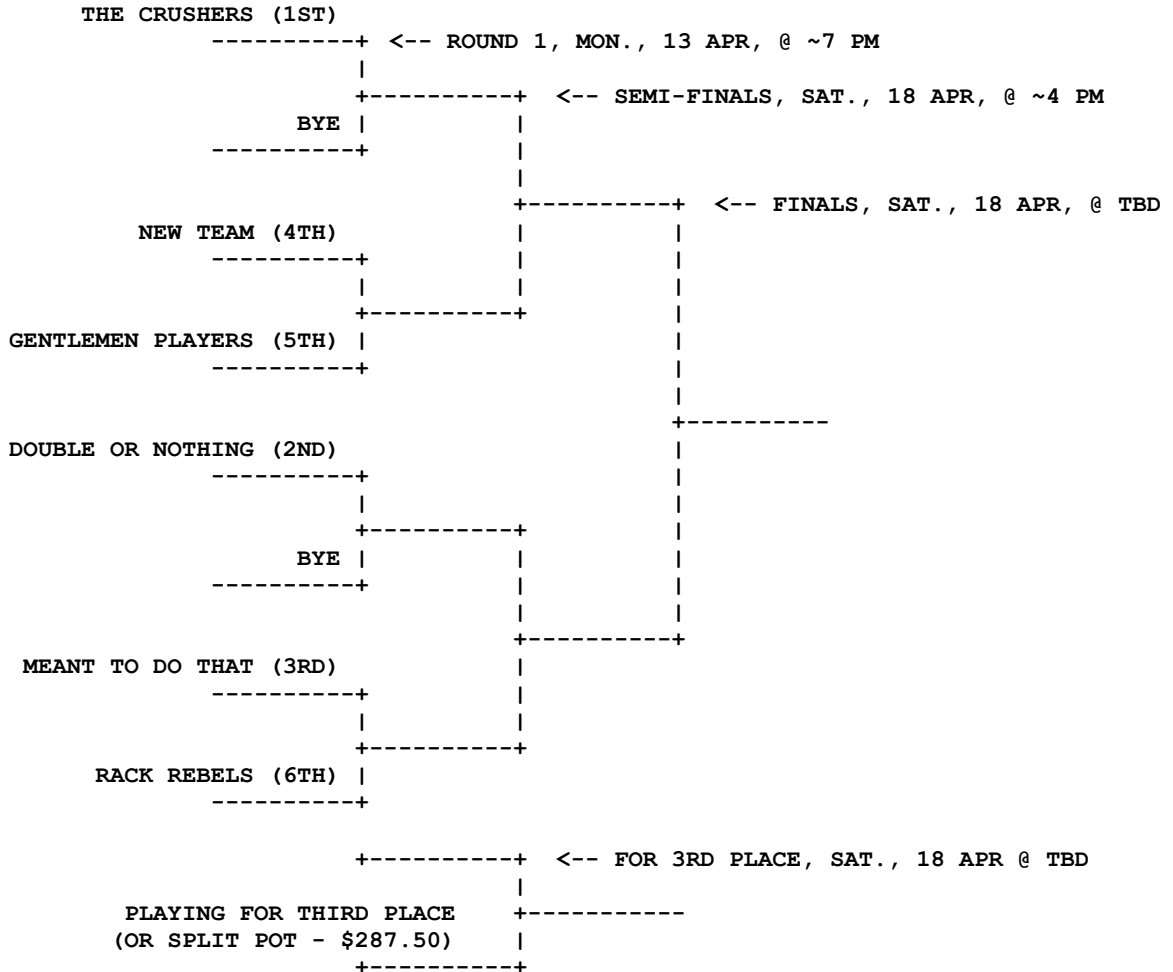 THE CRUSHERS (1ST)
<-- ROUND 1, MON., 13 APR, @ ~7 PM
<-- SEMI-FINALS, SAT., 18 APR, @ ~4 PM
BYE
<-- FINALS, SAT., 18 APR, @ TBD
NEW TEAM (4TH)
GENTLEMEN PLAYERS (5TH)
DOUBLE OR NOTHING (2ND)
BYE
MEANT TO DO THAT (3RD)
RACK REBELS (6TH)
<-- FOR 3RD PLACE, SAT., 18 APR @ TBD
PLAYING FOR THIRD PLACE
(OR SPLIT POT - $287.50)